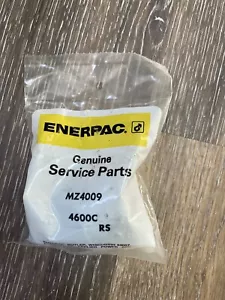 ENERPAC.
Genuine
Service Parts
MZ4009
4600C
RS